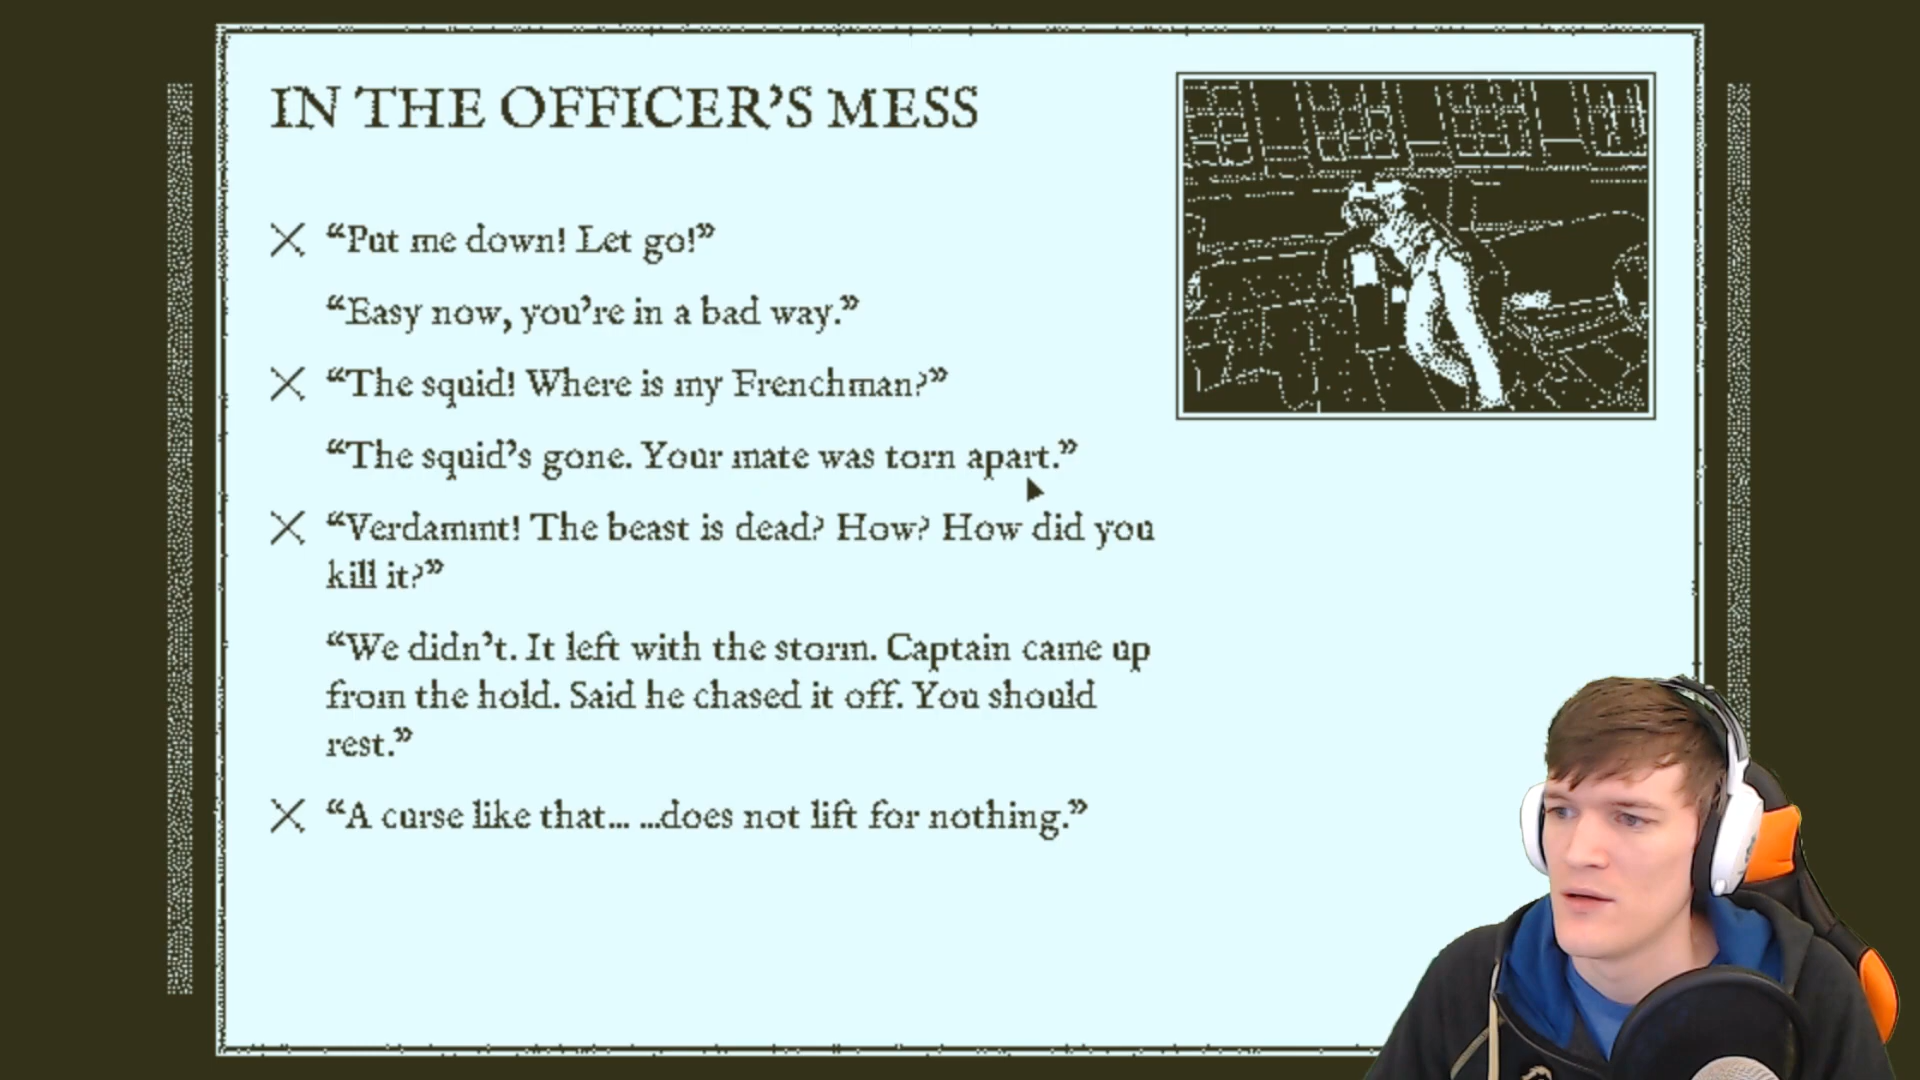 IN THE OFFICER’S MESS
“Put me down! Let go!”
“Easy now, you’re in a bad way.”
“The squid! Where is my Frenchman?”
“The squid’s gone. Your mate was torn apart.”
“Verdammt! The beast is dead? How? How did you
kill it?”
“We didn’t. It left with the storm. Captain came up
from the hold. Said he chased it off. You should
rest.”
“A curse like that... ...does not lift for nothing.”